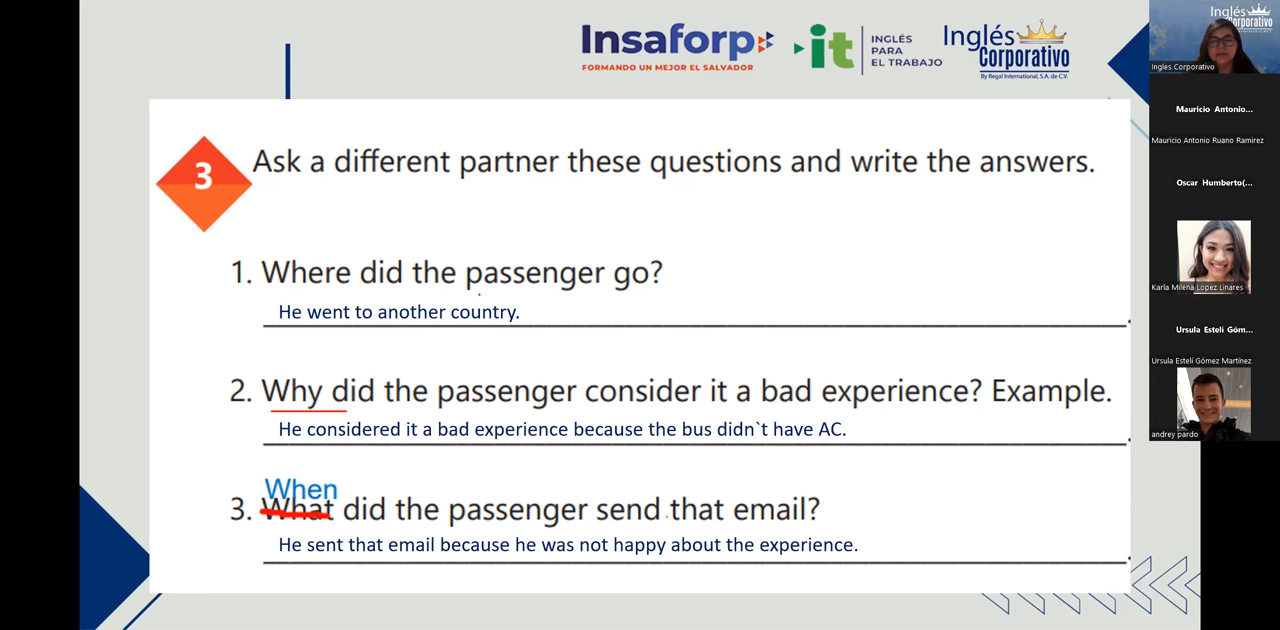 Insaforp
FORMANDO UN MEJOR EL SALVADOR
it
INGLÉS
PARA
EL TRABAJO
Inglés
Corporativo
By Regal International, S.A. de C.V.
3
Ask a different partner these questions and write the answers.
1. Where did the passenger go?
He went to another country.
2. Why did the passenger consider it a bad experience? Example.
He considered it a bad experience because the bus didn`t have AC.
When
3. What did the passenger send that email?
He sent that email because he was not happy about the experience.
Inglés
Corporativo
Ingles Corporativo
Mauricio Antonio...
Mauricio Antonio Ruano Ramirez
Oscar Humberto(...
Karla Milena Lopez Linares
Ursula Estelí Góm...
Ursula Estelí Gómez Martínez
andrey pardo